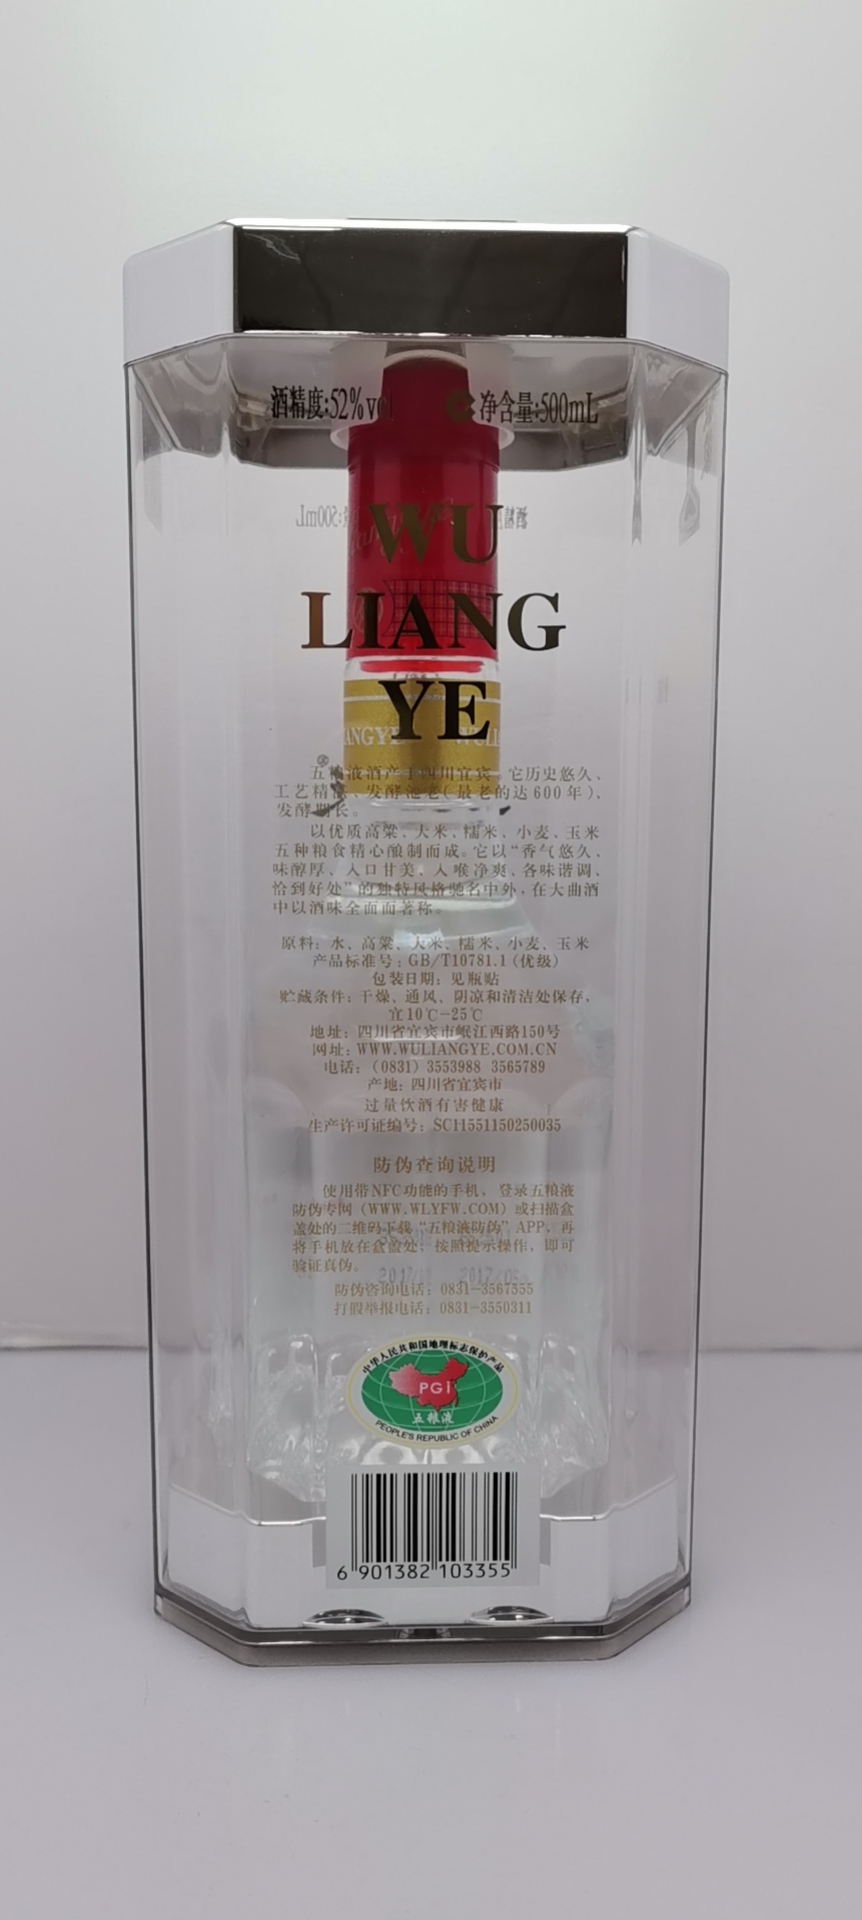 酒精度:52%vol 净含量:500mL
WU
LIANG
YE
五粮液酒产于四川宜宾，它历史悠久、
工艺精湛、发酵池老(最老的达600年)、
发酵期长。
以优质高粱、大米、糯米、小麦、玉米
五种粮食精心酿制而成。它以“香气悠久、
味醇厚、入口甘美、入喉净爽、各味谐调、
恰到好处”的独特风格驰名中外，在大曲酒
中以酒味全面而著称。
原料：水、高粱、大米、糯米、小麦、玉米
产品标准号：GB/T10781.1(优级)
包装日期：见瓶贴
贮藏条件：干燥、通风、阴凉和清洁处保存，
宜10℃-25℃
地址：四川省宜宾市岷江西路150号
网址：WWW.WULIANGYE.COM.CN
电话：(0831) 3553988 3565789
产地：四川省宜宾市
过量饮酒有害健康
生产许可证编号：SC11551150250035
防伪查询说明
使用带NFC功能的手机，登录五粮液
防伪专网(WWW.WLYFW.COM)或扫描盒
盖处的二维码下载“五粮液防伪”APP，再
将手机放在盒盖处，按照提示操作，即可
验证真伪。
防伪咨询电话：0831-3567555
打假举报电话：0831-3550311
中华人民共和国地理标志保护产品
PGI
五粮液
PEOPLE'S REPUBLIC OF CHINA
6 901382 103355